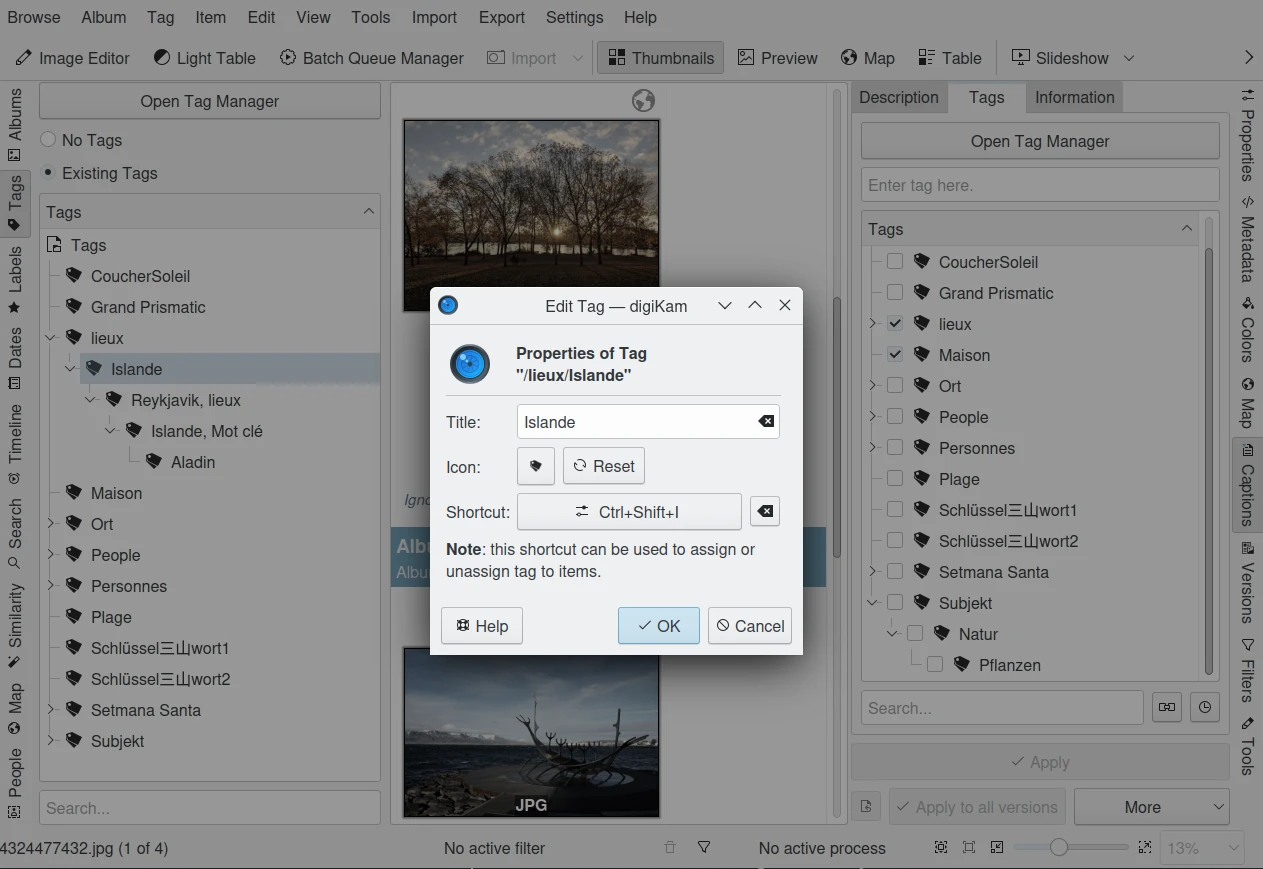 Browse Album Tag Item Edit View Tools Import Export Settings Help
Image Editor Light Table Batch Queue Manager Import Thumbnails Preview Map Table Slideshow
Albums
Tags
Labels
Dates
Timeline
Search
Similarity
Map
People
Open Tag Manager
No Tags
Existing Tags
Tags
Tags
CoucherSoleil
Grand Prismatic
lieux
Islande
Reykjavik, lieux
Islande, Mot clé
Aladin
Maison
Ort
People
Personnes
Plage
Schlüssel三山wort1
Schlüssel三山wort2
Setmana Santa
Subjekt
Search...
JPG
Edit Tag — digiKam
Properties of Tag
"/lieux/Islande"
Title: Islande
Icon: Reset
Shortcut: Ctrl+Shift+I
Note: this shortcut can be used to assign or
unassign tag to items.
Help OK Cancel
Description Tags Information
Open Tag Manager
Enter tag here.
Tags
CoucherSoleil
Grand Prismatic
lieux
Maison
Ort
People
Personnes
Plage
Schlüssel三山wort1
Schlüssel三山wort2
Setmana Santa
Subjekt
Natur
Pflanzen
Search...
Apply
Apply to all versions More
Properties
Metadata
Colors
Map
Captions
Versions
Filters
Tools
4324477432.jpg (1 of 4) No active filter No active process 13%